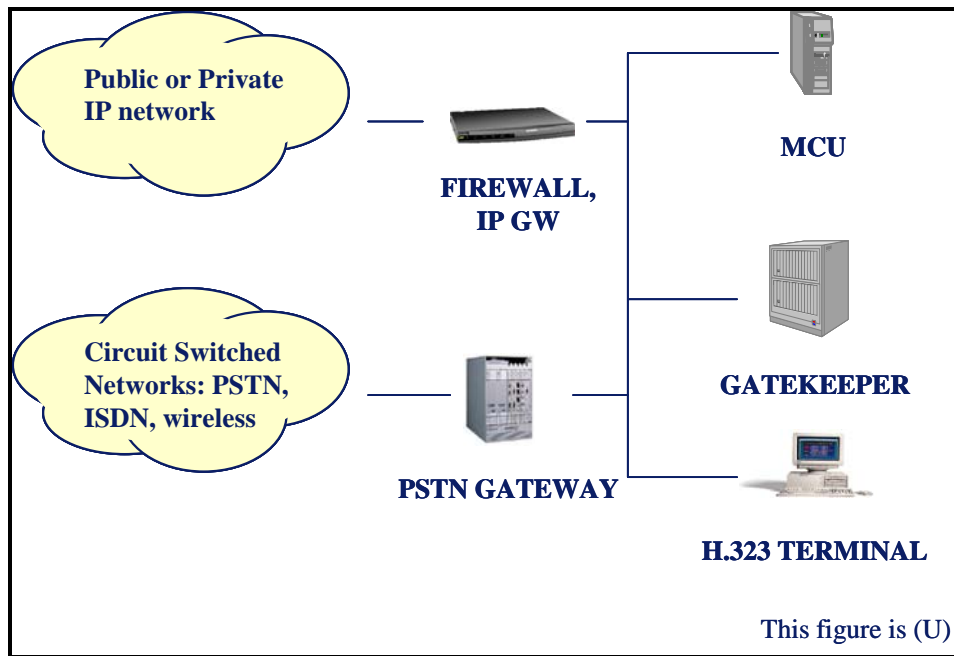 Public or Private
IP network
FIREWALL,
IP GW
MCU
GATEKEEPER
Circuit Switched
Networks: PSTN,
ISDN, wireless
PSTN GATEWAY
H.323 TERMINAL
This figure is (U)